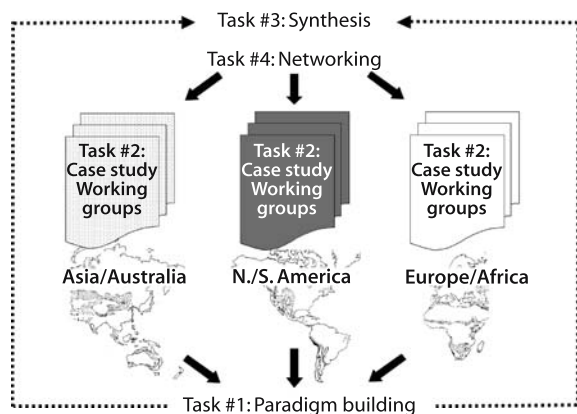 Task #3: Synthesis
Task #4: Networking
Task #2:
Case study
Working
groups
Task #2:
Case study
Working
groups
Task #2:
Case study
Working
groups
Asia/Australia
N./S. America
Europe/Africa
Task #1: Paradigm building